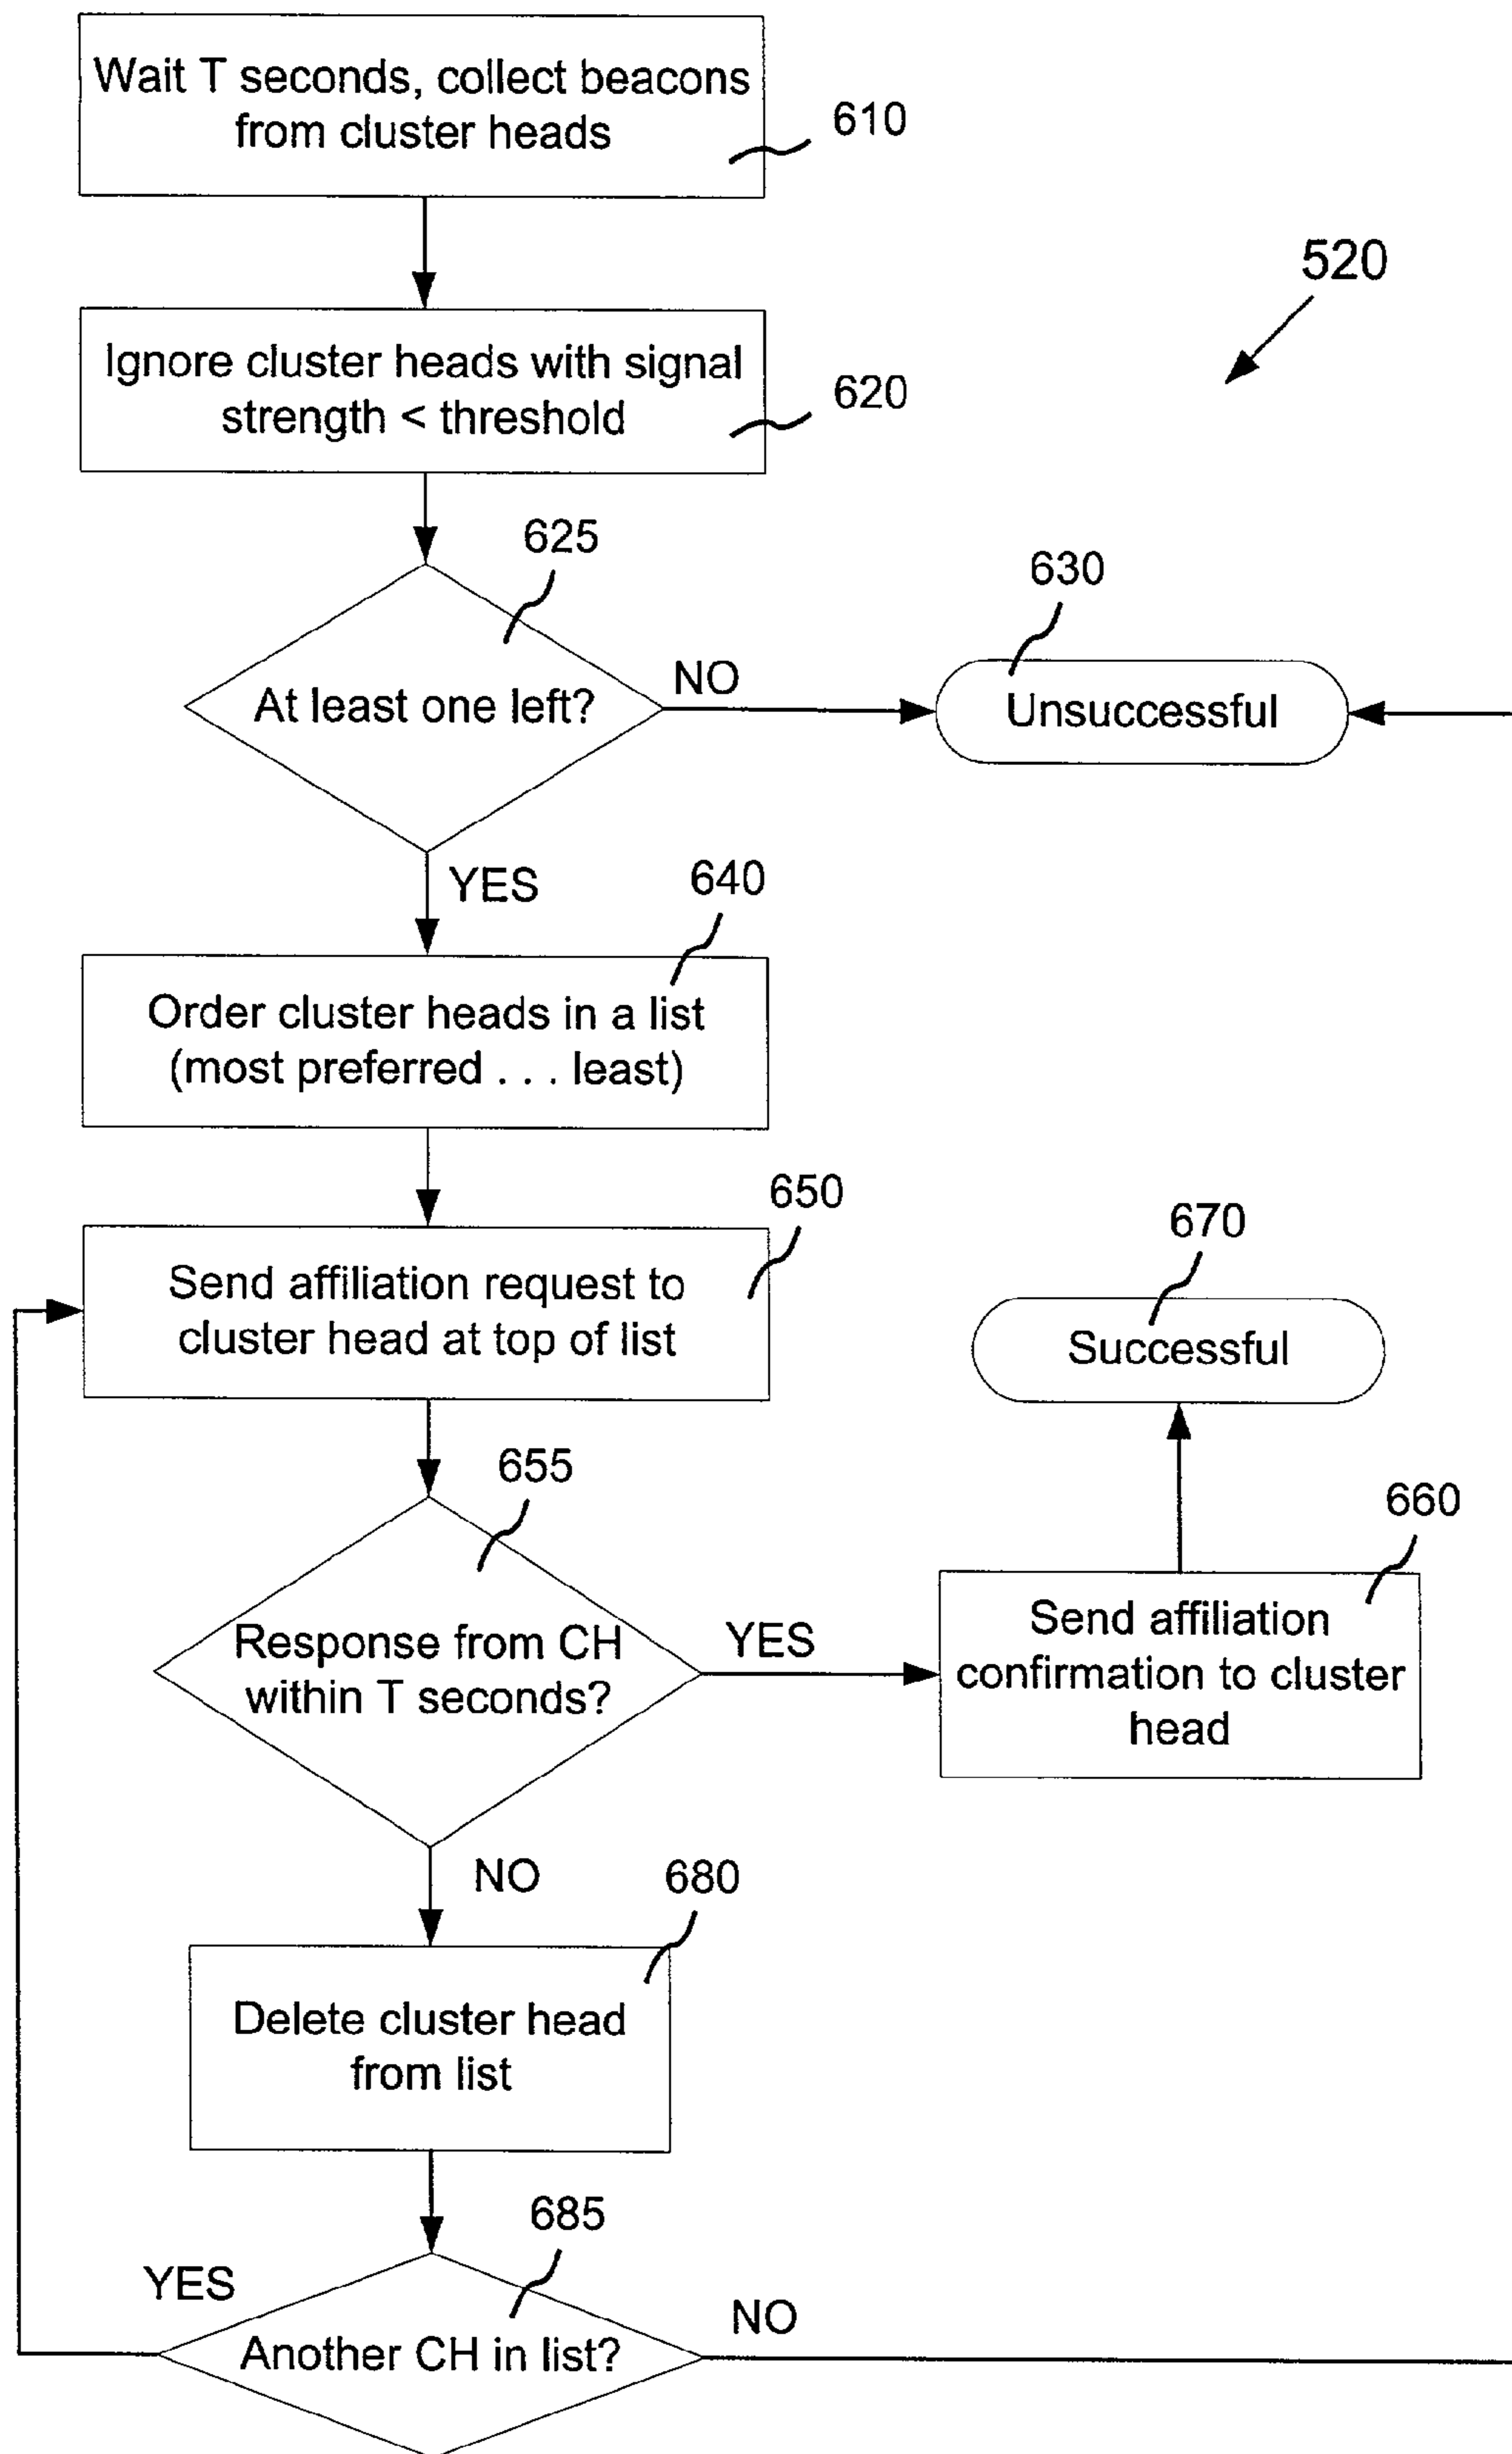 Wait T seconds, collect beacons
from cluster heads
610
520
Ignore cluster heads with signal
strength < threshold
620
625
630
At least one left?
NO
Unsuccessful
YES
640
Order cluster heads in a list
(most preferred . . . least)
650
Send affiliation request to
cluster head at top of list
670
Successful
655
660
Response from CH
within T seconds?
YES
Send affiliation
confirmation to cluster
head
NO
680
Delete cluster head
from list
685
YES
Another CH in list?
NO